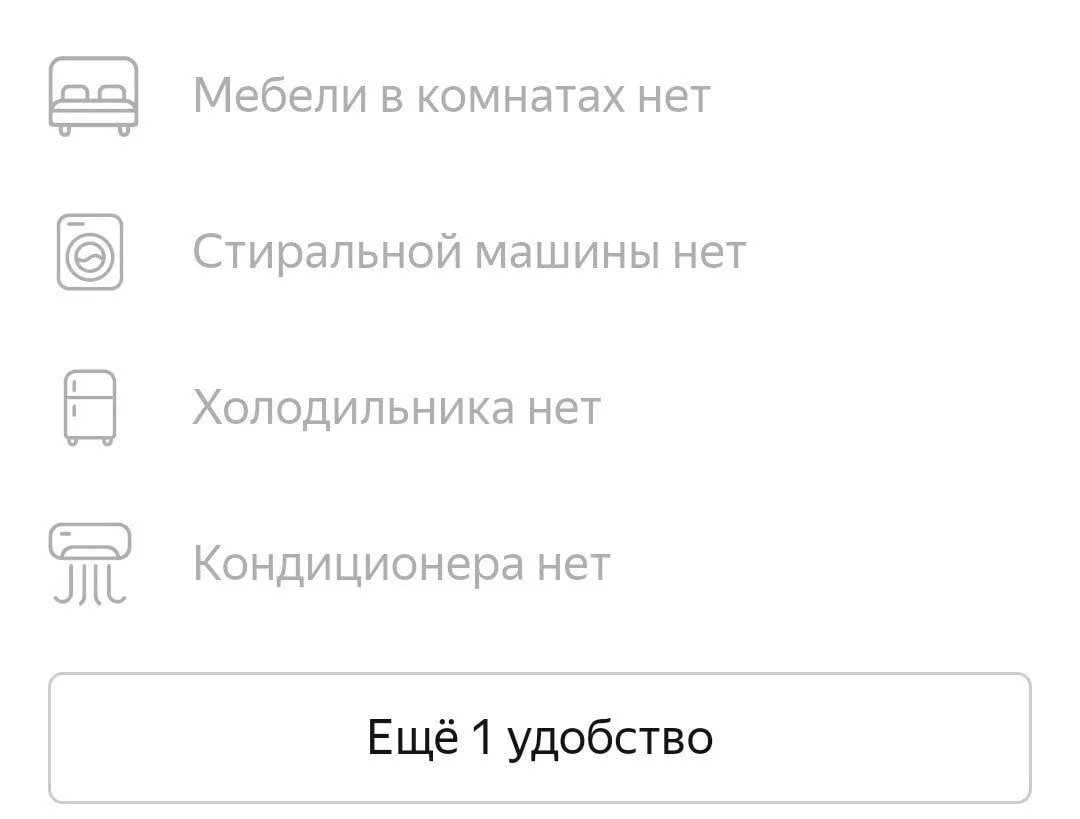 Мебели в комнатах нет
Стиральной машины нет
Холодильника нет
Кондиционера нет
Ещё 1 удобство